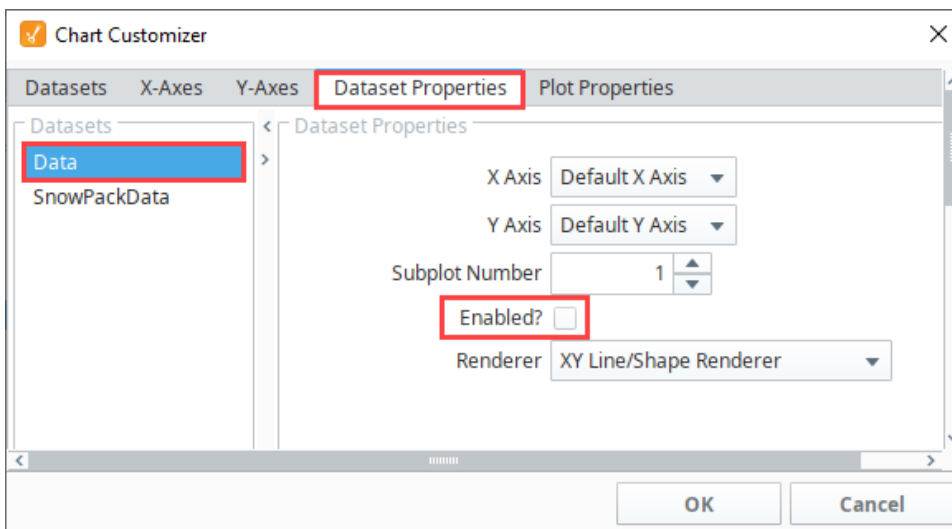 Chart Customizer
Datasets X-Axes Y-Axes Dataset Properties Plot Properties
Datasets
Data
SnowPackData
Dataset Properties
X Axis Default X Axis
Y Axis Default Y Axis
Subplot Number 1
Enabled?
Renderer XY Line/Shape Renderer
OK Cancel